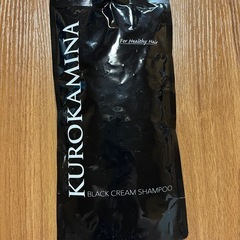 For Healthy Hair
KUROKAMINA
BLACK CREAM SHAMPOO